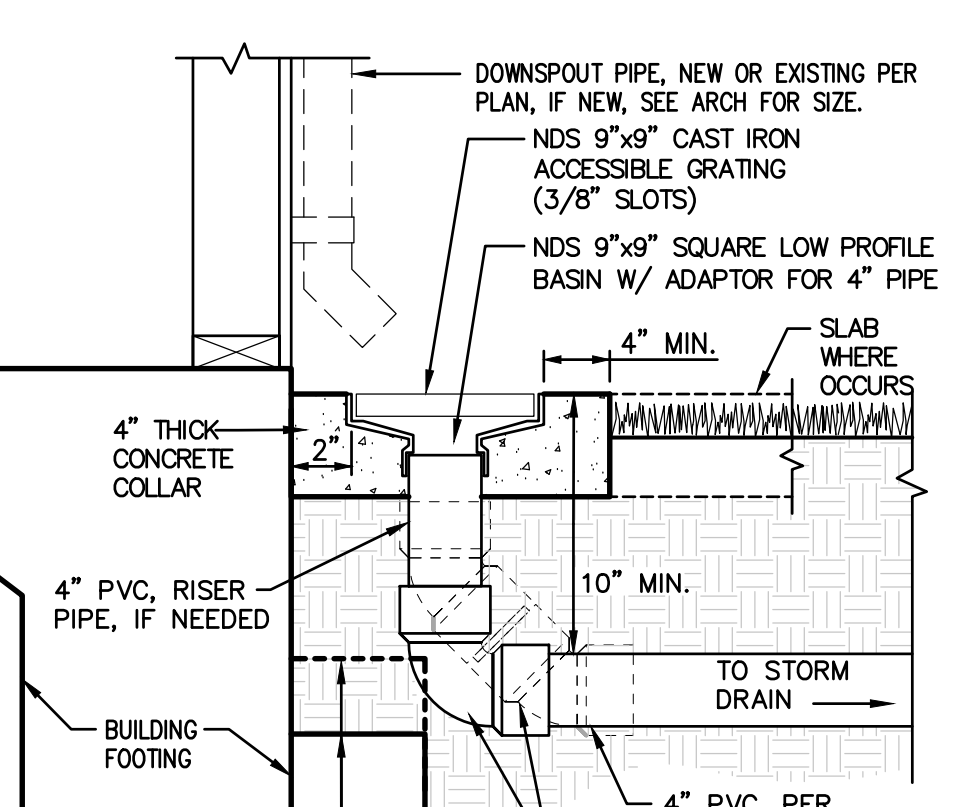 DOWNSPOUT PIPE, NEW OR EXISTING PER
PLAN, IF NEW, SEE ARCH FOR SIZE.
NDS 9"x9" CAST IRON
ACCESSIBLE GRATING
(3/8" SLOTS)
NDS 9"x9" SQUARE LOW PROFILE
BASIN W/ ADAPTOR FOR 4" PIPE
4" MIN.
SLAB
WHERE
OCCURS
4" THICK
CONCRETE
COLLAR
2"
4" PVC, RISER
PIPE, IF NEEDED
10" MIN.
TO STORM
DRAIN
BUILDING
FOOTING
4" PVC, PER